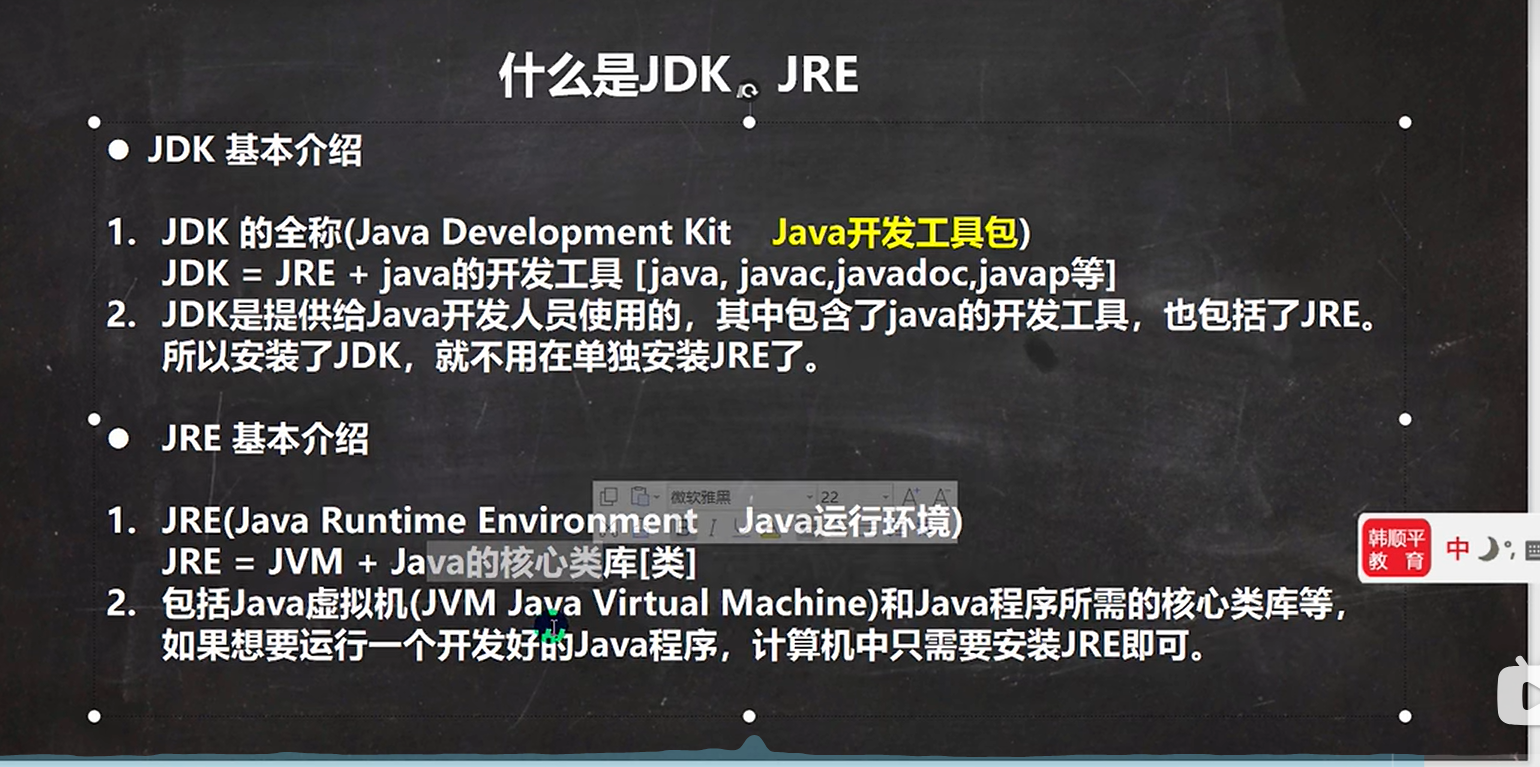 什么是JDK、JRE
● JDK 基本介绍
1. JDK 的全称(Java Development Kit Java开发工具包)
JDK = JRE + java的开发工具 [java, javac,javadoc,javap等]
2. JDK是提供给Java开发人员使用的，其中包含了java的开发工具，也包括了JRE。
所以安装了JDK，就不用在单独安装JRE了。
● JRE 基本介绍
微软雅黑 22
1. JRE(Java Runtime Environment Java运行环境)
JRE = JVM + Java的核心类库[类]
2. 包括Java虚拟机(JVM Java Virtual Machine)和Java程序所需的核心类库等，
如果想要运行一个开发好的Java程序，计算机中只需要安装JRE即可。
韩顺平
教 育
中